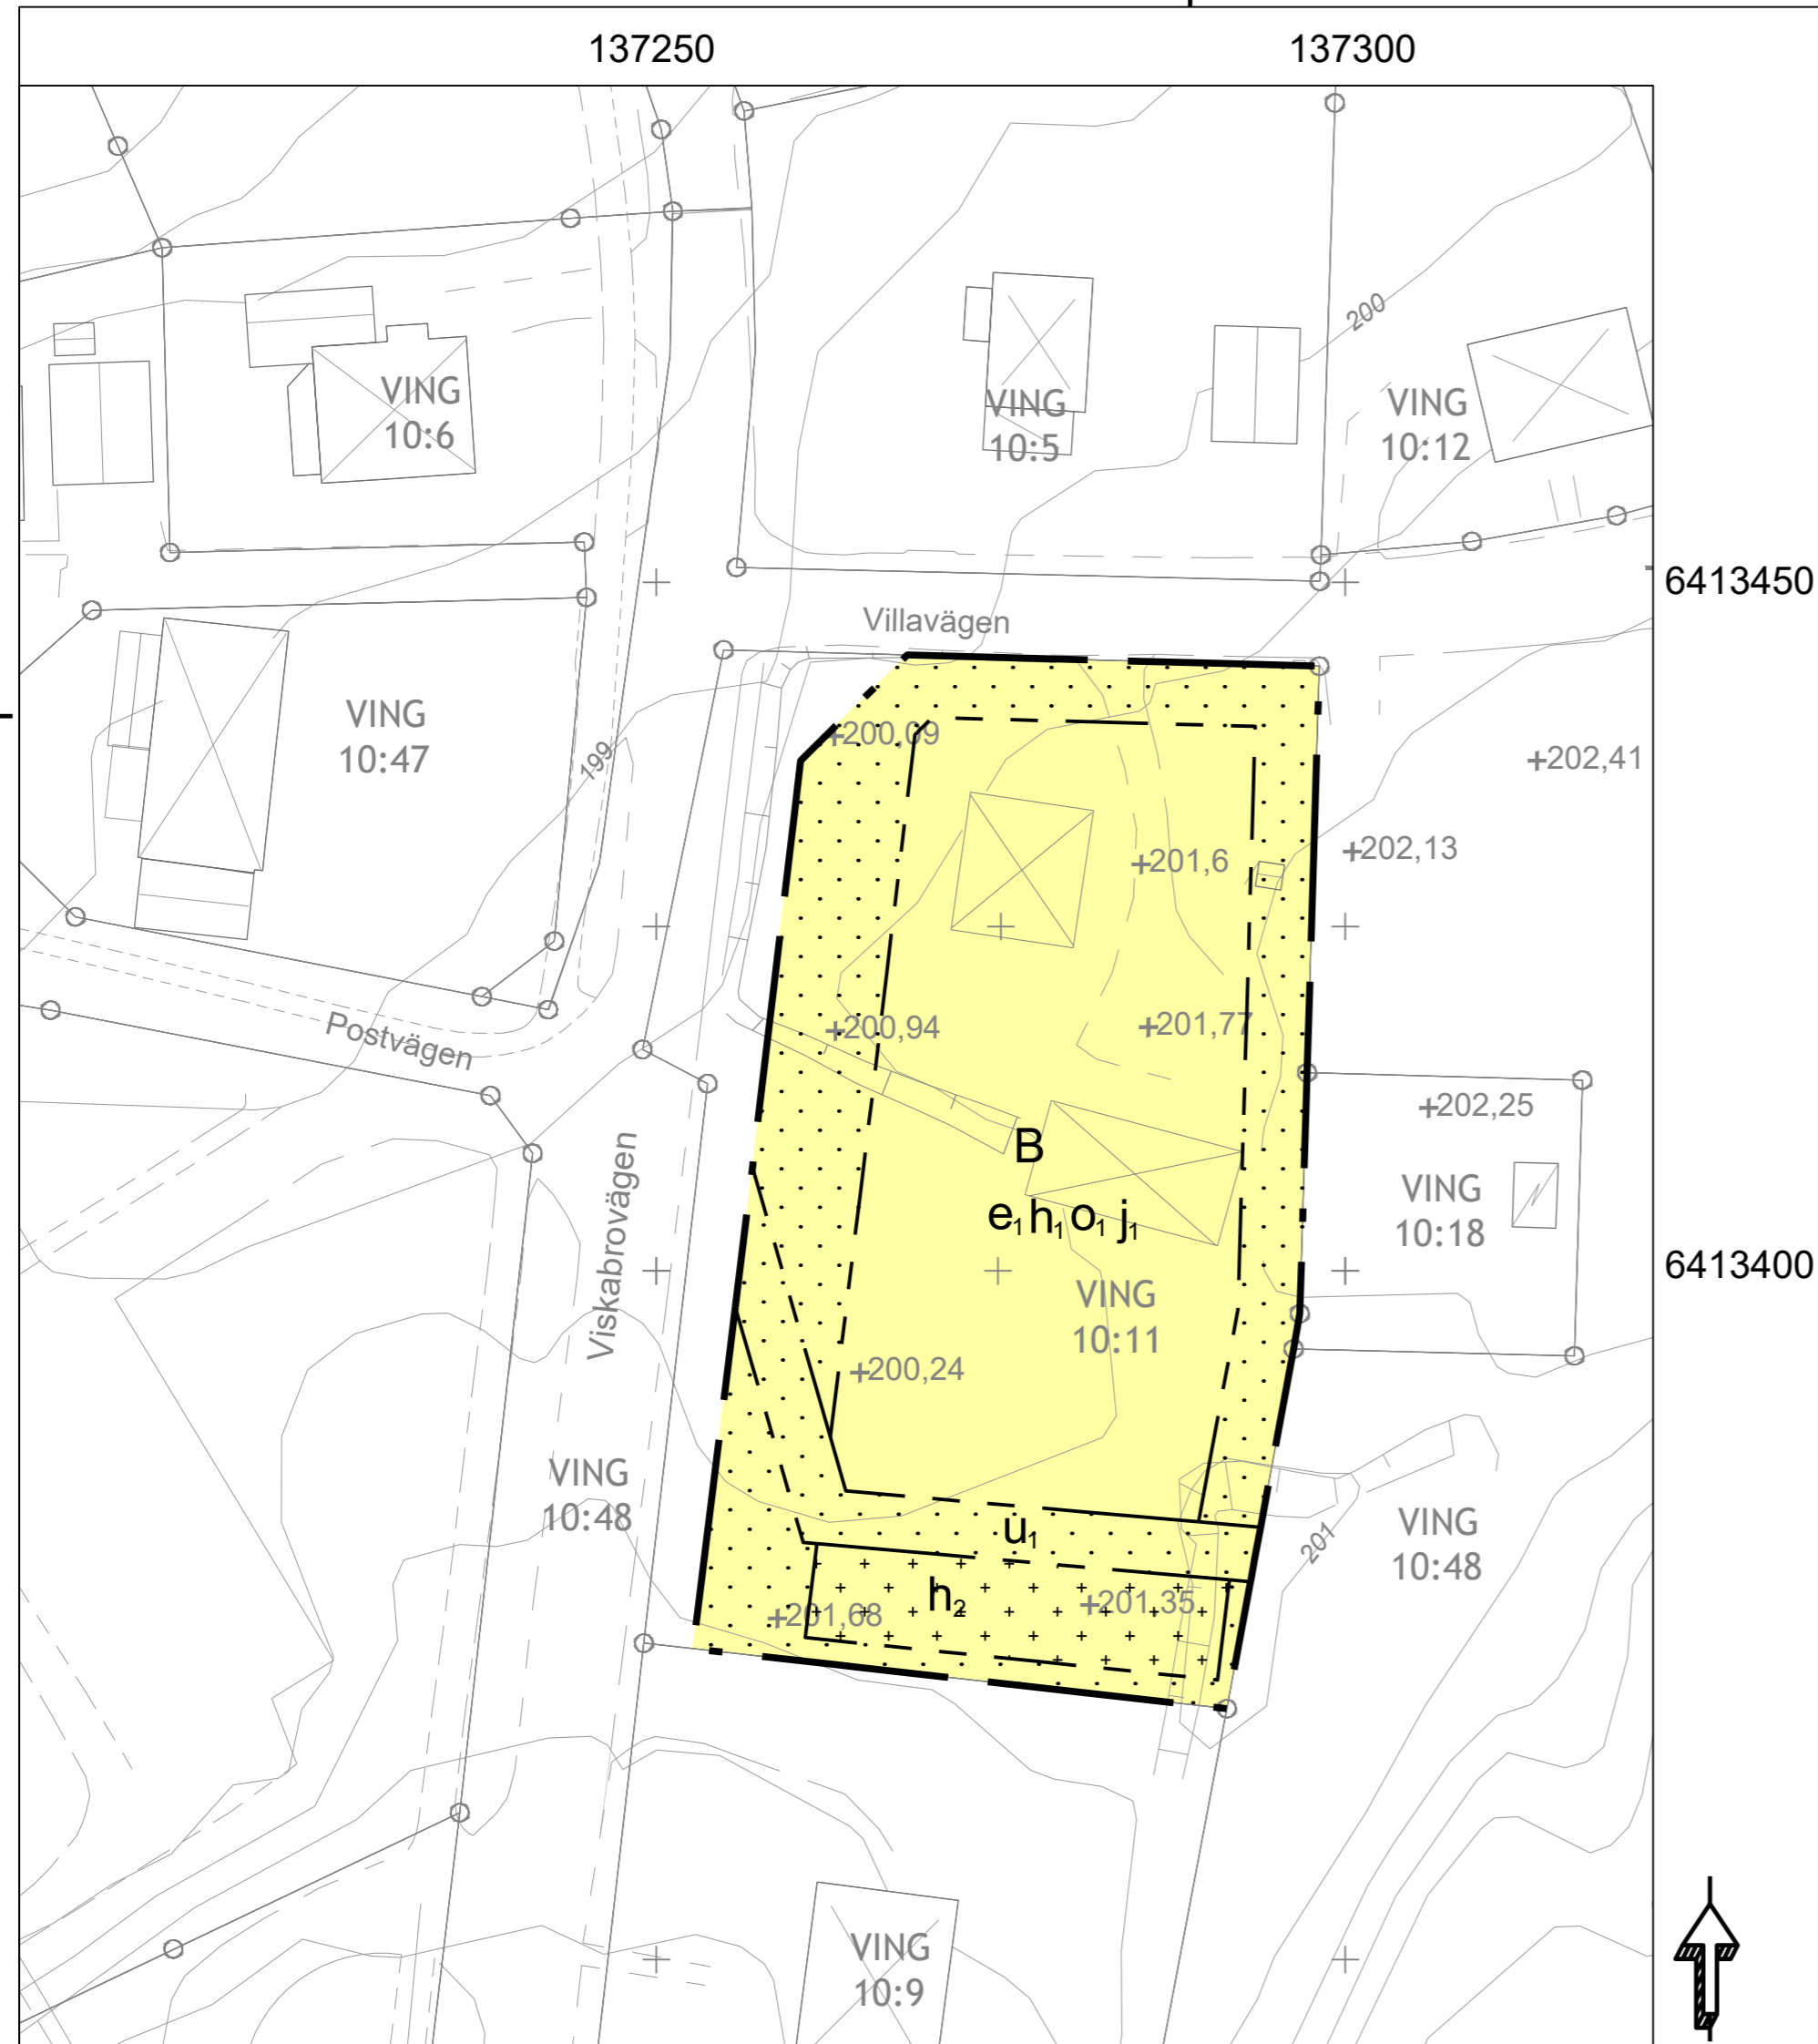 137250
137300
200
VING
10:6
VING
10:5
VING
10:12
6413450
Villavägen
VING
10:47
199
+200,09
+202,41
+201,6
+202,13
Postvägen
+200,94
+201,77
+202,25
B
Viskabrovägen
VING
10:18
e₁ h₁ o₁ j₁
6413400
VING
10:11
+200,24
VING
10:48
u₁
201
VING
10:48
h₂
+201,68
+201,35
VING
10:9